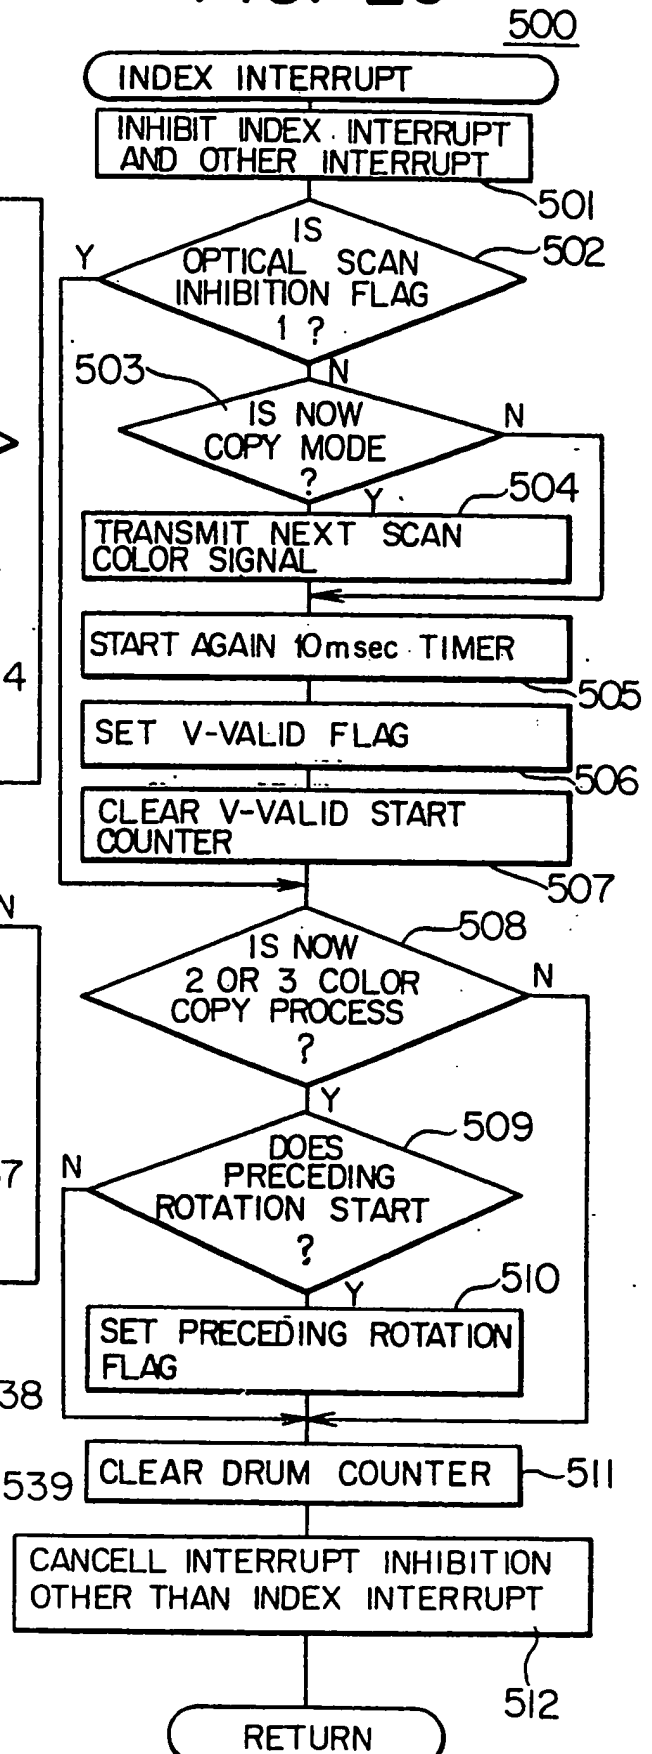 500
INDEX INTERRUPT
INHIBIT INDEX INTERRUPT
AND OTHER INTERRUPT
501
IS
OPTICAL SCAN
INHIBITION FLAG
1 ?
502
Y
N
503
IS NOW
COPY MODE
?
N
Y
504
TRANSMIT NEXT SCAN
COLOR SIGNAL
START AGAIN 10msec TIMER
505
4
SET V-VALID FLAG
506
CLEAR V-VALID START
COUNTER
507
N
508
IS NOW
2 OR 3 COLOR
COPY PROCESS
?
N
Y
509
DOES
PRECEDING
ROTATION START
?
N
7
Y
510
SET PRECEDING ROTATION
FLAG
38
CLEAR DRUM COUNTER
511
539
CANCELL INTERRUPT INHIBITION
OTHER THAN INDEX INTERRUPT
512
RETURN